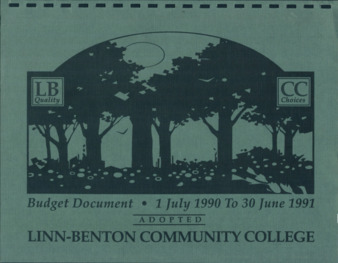 LB
Quality
CC
Choices
Budget Document • 1 July 1990 To 30 June 1991
ADOPTED
LINN-BENTON COMMUNITY COLLEGE